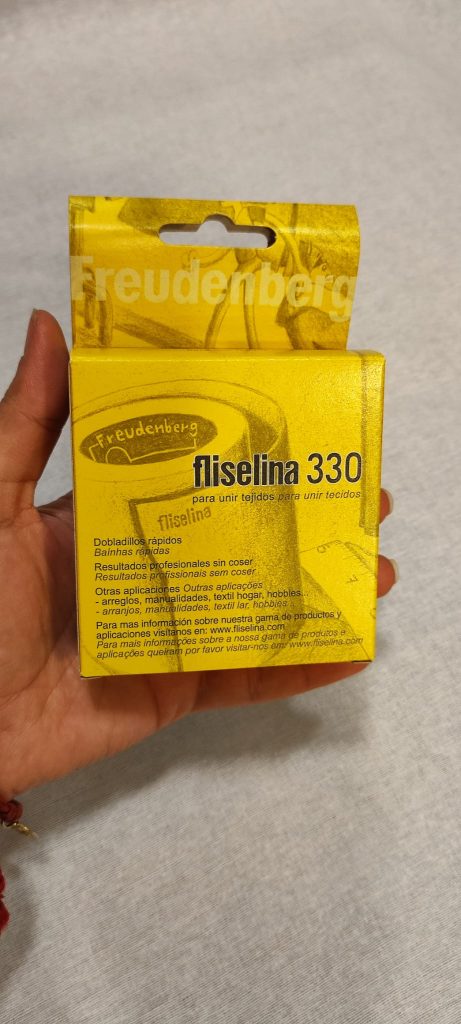 Freudenberg
Freudenberg
fliselina 330
para unir tejidos para unir tecidos
fliselina
Dobladillos rápidos
Bainhas rápidas
Resultados profesionales sin coser
Resultados profissionais sem coser
Otras aplicaciones Outras aplicações
- arreglos, manualidades, textil hogar, hobbies...
- arranjos, manualidades, textil lar, hobbies ..
Para mas información sobre nuestra gama de productos y
aplicaciones visítanos en: www.fliselina.com
Para mais informações sobre a nossa gama de produtos e
aplicações queiram por favor visitar-nos em: www.fliselina.com